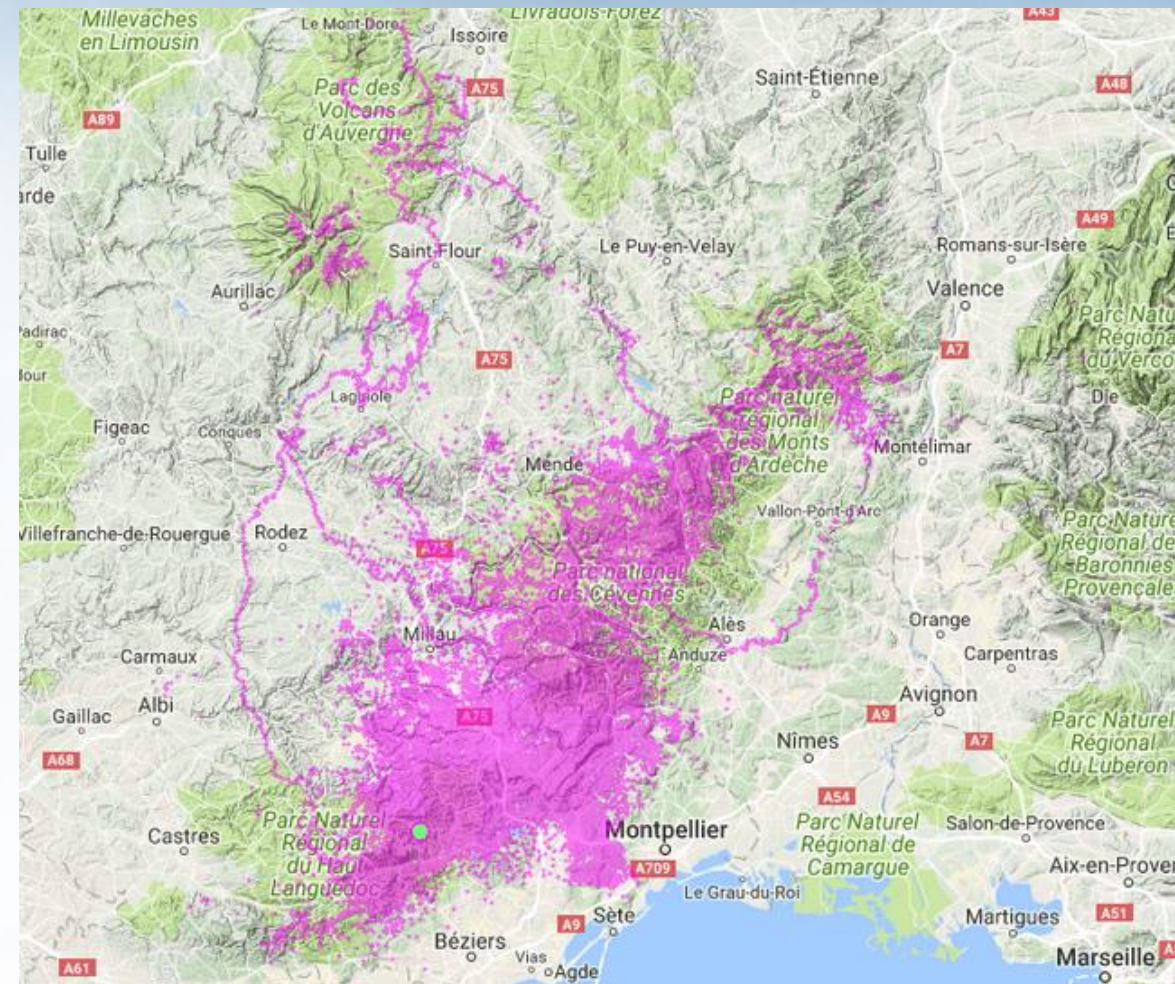 Millevaches
en Limousin
Le Mont-Dore
Issoire
Livradois-Forez
A43
Saint-Étienne
A48
Parc des
Volcans
d'Auvergne
A75
A89
Tulle
A49
Saint-Flour
Le Puy-en-Velay
Romans-sur-Isère
Aurillac
Valence
Padirac
Parc Natu
Régiona
du Verco
A7
A75
Laguiole
Die
Parc naturel
régional
des Monts
d'Ardèche
Figeac
Conques
Montélimar
Mende
Vallon-Pont-d'Arc
Villefranche-de-Rouergue
Rodez
A75
Parc Nature
Régional de
Baronnies
Provençale
Parc national
des Cévennes
Alès
Orange
Millau
Anduze
Carmaux
Carpentras
Albi
Avignon
Gaillac
A75
A9
Parc Naturel
Régional
du Luberon
A68
Nîmes
A7
A54
Castres
Parc Naturel
Régional
du Haut
Languedoc
Montpellier
Parc Naturel
Régional de
Camargue
Salon-de-Provence
A709
Aix-en-Prover
Le Grau-du-Roi
A9
Sète
Martigues
A51
Béziers
Vias
Agde
A61
Marseille